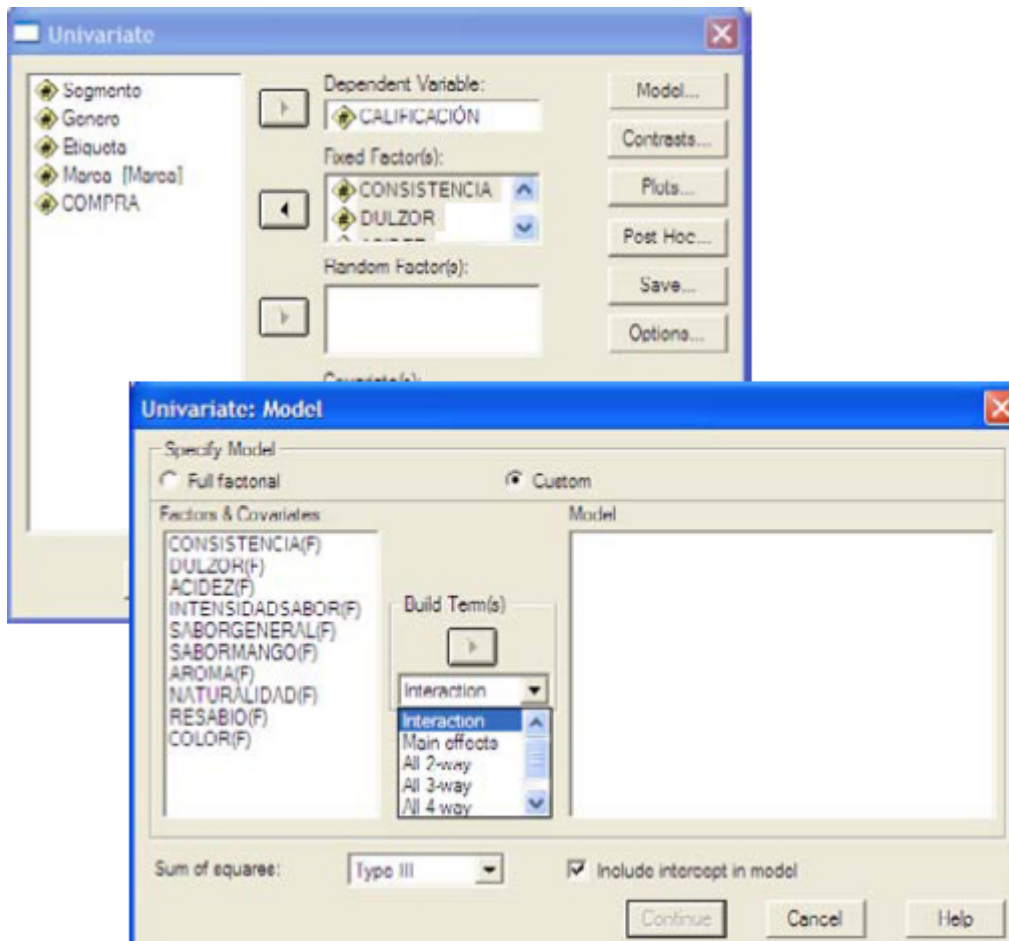 Univariate
Segmento
Genero
Etiqueta
Marca [Marca]
COMPRA
Dependent Variable:
CALIFICACIÓN
Fixed Factor(s):
CONSISTENCIA
DULZOR
ACIDEZ
Random Factor(s):
Covariate(s):
Model...
Contrasts...
Plots...
Post Hoc...
Save...
Options...
Univariate: Model
Specify Model
Full factorial
Custom
Factors & Covariates
CONSISTENCIA(F)
DULZOR(F)
ACIDEZ(F)
INTENSIDADSABOR(F)
SABORGENERAL(F)
SABORMANGO(F)
AROMA(F)
NATURALIDAD(F)
RESABIO(F)
COLOR(F)
Build Term(s)
Interaction
Interaction
Main effects
All 2-way
All 3-way
All 4-way
Model
Sum of squares:
Type III
Include intercept in model
Continue
Cancel
Help